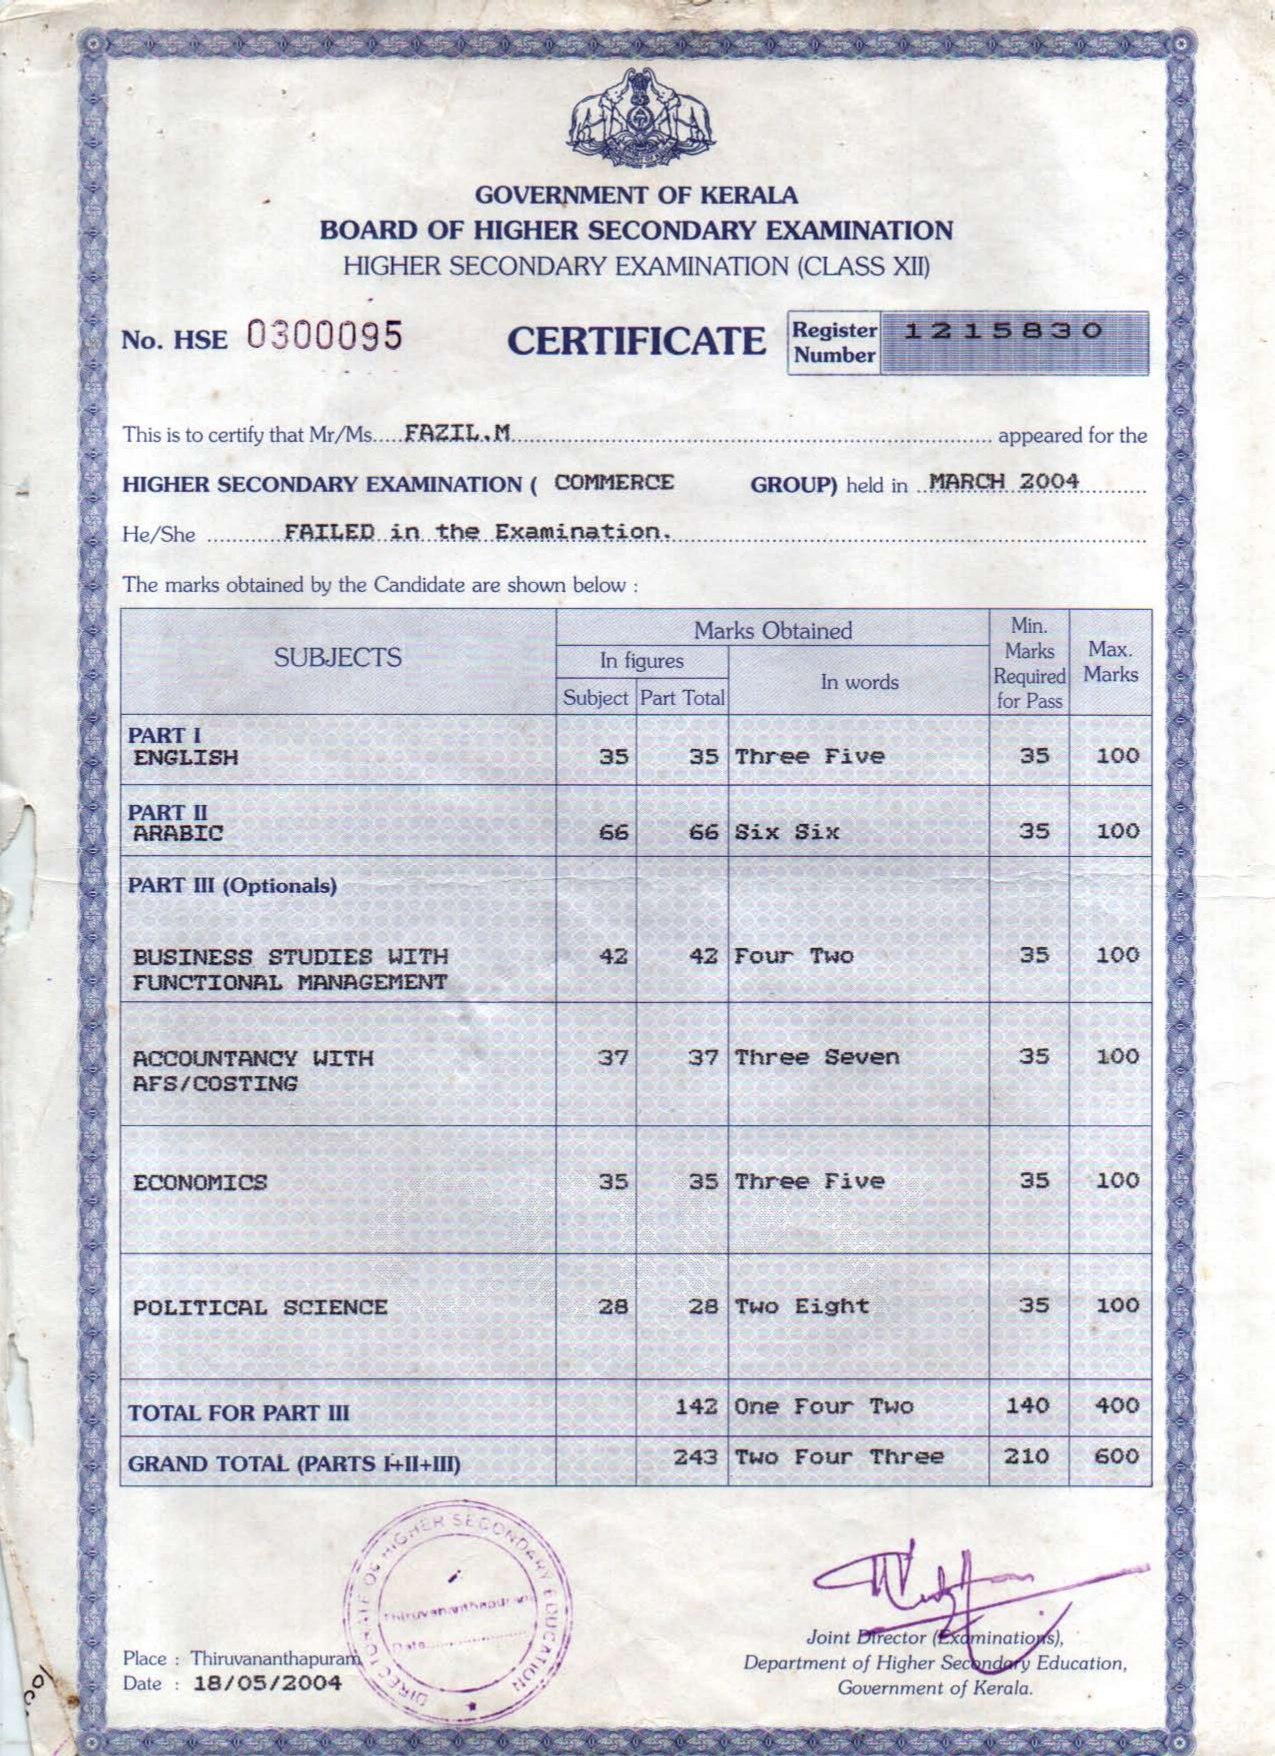 GOVERNMENT OF KERALA
BOARD OF HIGHER SECONDARY EXAMINATION
HIGHER SECONDARY EXAMINATION (CLASS XII)
No. HSE 0300095 CERTIFICATE Register Number 1215830
This is to certify that Mr/Ms. FAZIL.M appeared for the
HIGHER SECONDARY EXAMINATION ( COMMERCE GROUP) held in MARCH 2004
He/She FAILED in the Examination.
The marks obtained by the Candidate are shown below :
SUBJECTS Marks Obtained Min. Marks Required for Pass Max. Marks
In figures In words
Subject Part Total
PART I
ENGLISH 35 35 Three Five 35 100
PART II
ARABIC 66 66 Six Six 35 100
PART III (Optionals)
BUSINESS STUDIES WITH 42 42 Four Two 35 100
FUNCTIONAL MANAGEMENT
ACCOUNTANCY WITH 37 37 Three Seven 35 100
AFS/COSTING
ECONOMICS 35 35 Three Five 35 100
POLITICAL SCIENCE 28 28 Two Eight 35 100
TOTAL FOR PART III 142 One Four Two 140 400
GRAND TOTAL (PARTS I+II+III) 243 Two Four Three 210 600
DIRECTORATE OF HIGHER SECONDARY EDUCATION
Thiruvananthapuram
Date
Joint Director (Examinations),
Place : Thiruvananthapuram Department of Higher Secondary Education,
Date : 18/05/2004 Government of Kerala.